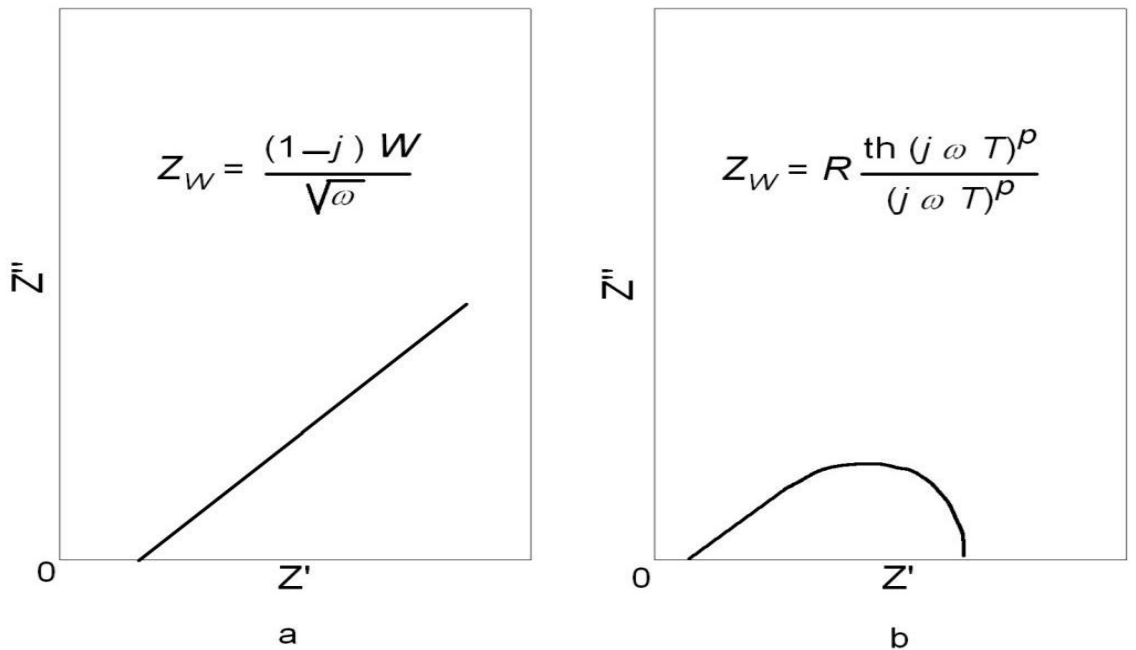 Z_W = (1–j) W / √ω
Z"
0
Z'
a
Z_W = R th (j ω T)^p / (j ω T)^p
Z"
0
Z'
b